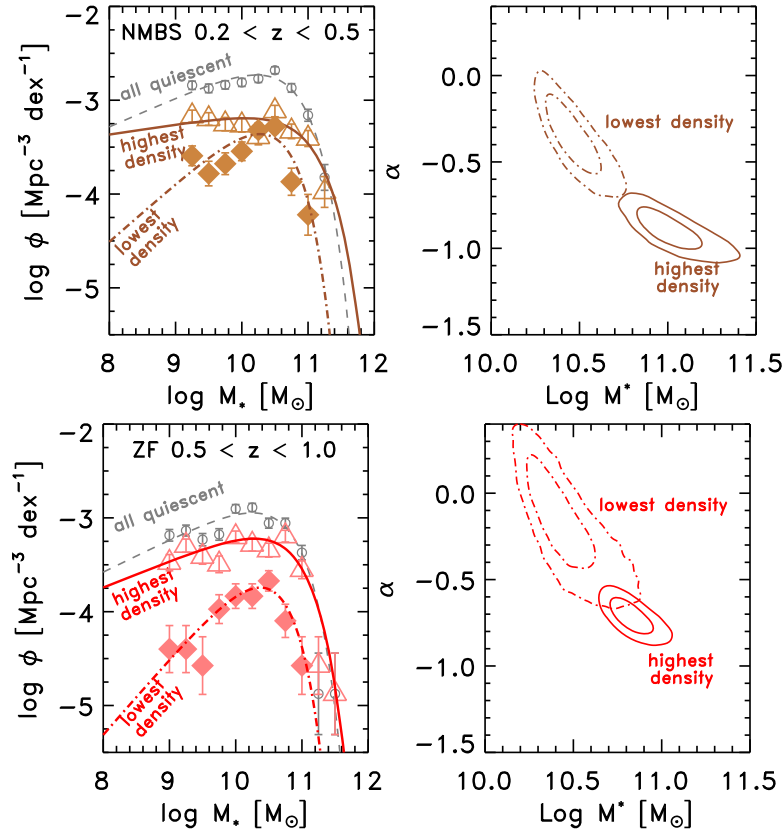 NMBS 0.2 < z < 0.5
all quiescent
highest
density
lowest
density
log ϕ [Mpc⁻³ dex⁻¹]
-2
-3
-4
-5
8 9 10 11 12
log M* [M⊙]
lowest density
highest
density
α
0.0
-0.5
-1.0
-1.5
10.0 10.5 11.0 11.5
Log M* [M⊙]
ZF 0.5 < z < 1.0
all quiescent
highest
density
lowest
density
log ϕ [Mpc⁻³ dex⁻¹]
-2
-3
-4
-5
8 9 10 11 12
log M* [M⊙]
lowest density
highest
density
α
0.0
-0.5
-1.0
-1.5
10.0 10.5 11.0 11.5
Log M* [M⊙]